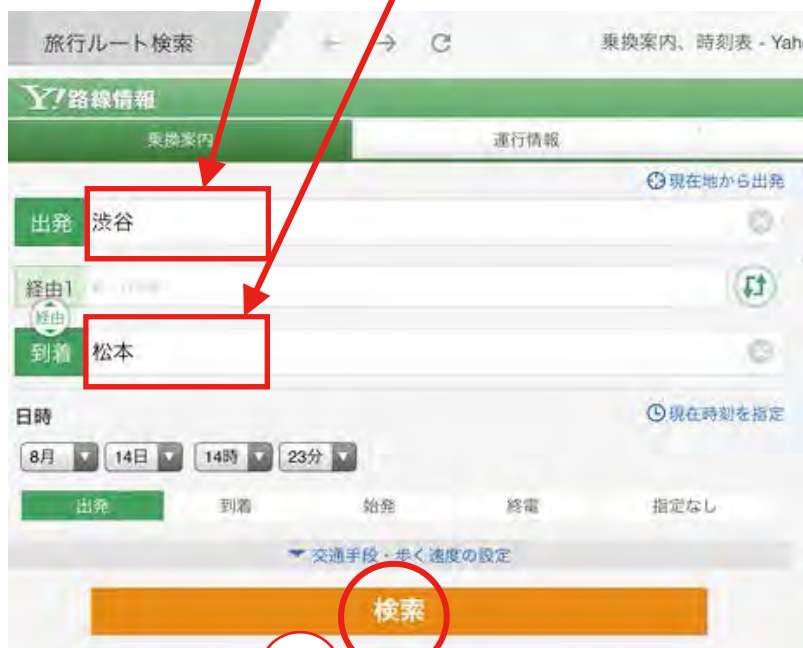 旅行ルート検索 ← → C 乗換案内、時刻表 - Yah
Y!路線情報
乗換案内 運行情報
現在地から出発
出発 渋谷
経由1
経由
到着 松本
日時 現在時刻を指定
8月 14日 14時 23分
出発 到着 始発 終電 指定なし
交通手段・歩く速度の設定
検索